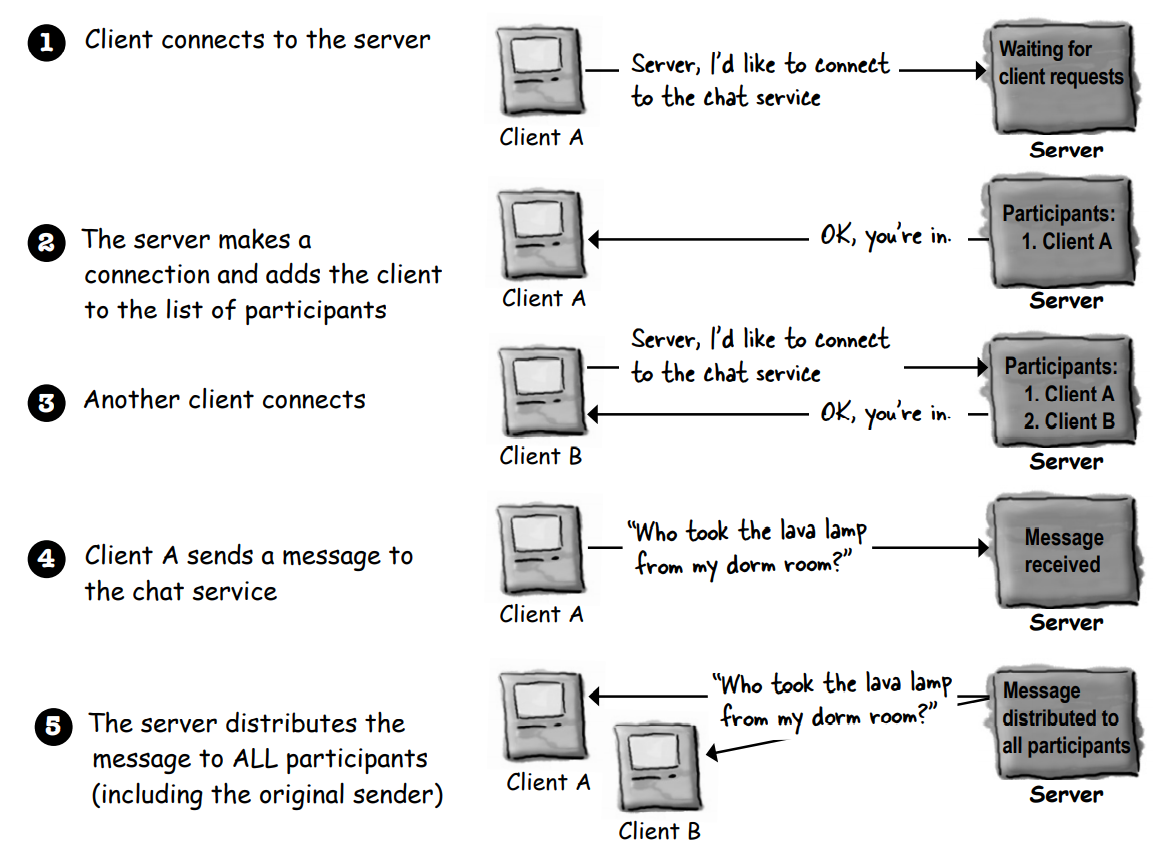 1 Client connects to the server
Server, I'd like to connect
to the chat service
Client A
Waiting for
client requests
Server
2 The server makes a
connection and adds the client
to the list of participants
OK, you're in.
Client A
Participants:
1. Client A
Server
3 Another client connects
Server, I'd like to connect
to the chat service
OK, you're in.
Client B
Participants:
1. Client A
2. Client B
Server
4 Client A sends a message to
the chat service
"Who took the lava lamp
from my dorm room?"
Client A
Message
received
Server
5 The server distributes the
message to ALL participants
(including the original sender)
"Who took the lava lamp
from my dorm room?"
Client A
Client B
Message
distributed to
all participants
Server